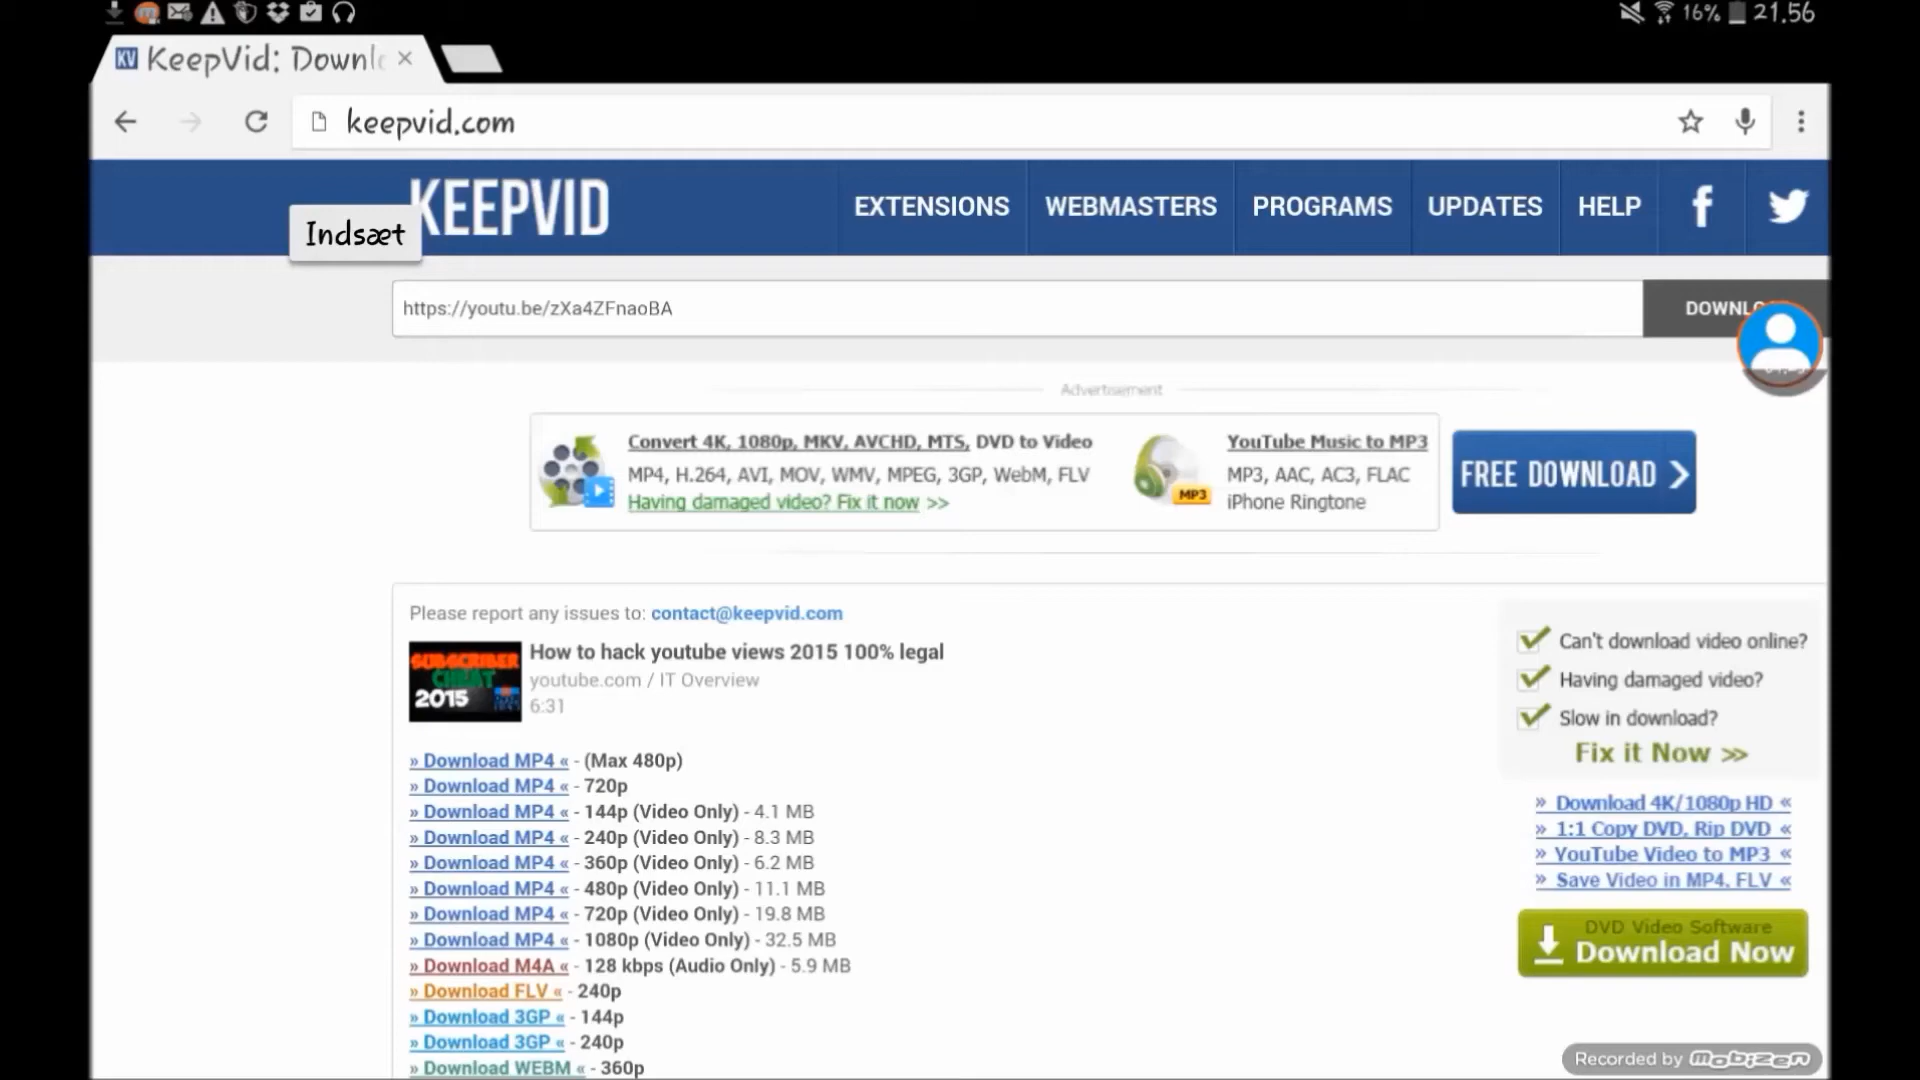 16% 21.56
KV KeepVid: Downl
keepvid.com
KEEPVID EXTENSIONS WEBMASTERS PROGRAMS UPDATES HELP
Indsæt
https://youtu.be/zXa4ZFnaoBA DOWNLO
Advertisement
Convert 4K, 1080p, MKV, AVCHD, MTS, DVD to Video
MP4, H.264, AVI, MOV, WMV, MPEG, 3GP, WebM, FLV
Having damaged video? Fix it now >>
MP3
YouTube Music to MP3
MP3, AAC, AC3, FLAC
iPhone Ringtone
FREE DOWNLOAD
Please report any issues to: contact@keepvid.com
SUBSCRIBER
CHEAT
2015
How to hack youtube views 2015 100% legal
youtube.com / IT Overview
6:31
» Download MP4 « - (Max 480p)
» Download MP4 « - 720p
» Download MP4 « - 144p (Video Only) - 4.1 MB
» Download MP4 « - 240p (Video Only) - 8.3 MB
» Download MP4 « - 360p (Video Only) - 6.2 MB
» Download MP4 « - 480p (Video Only) - 11.1 MB
» Download MP4 « - 720p (Video Only) - 19.8 MB
» Download MP4 « - 1080p (Video Only) - 32.5 MB
» Download M4A « - 128 kbps (Audio Only) - 5.9 MB
» Download FLV « - 240p
» Download 3GP « - 144p
» Download 3GP « - 240p
» Download WEBM « - 360p
Can't download video online?
Having damaged video?
Slow in download?
Fix it Now >>
» Download 4K/1080p HD «
» 1:1 Copy DVD, Rip DVD «
» YouTube Video to MP3 «
» Save Video in MP4, FLV «
DVD Video Software
Download Now
Recorded by mobizen